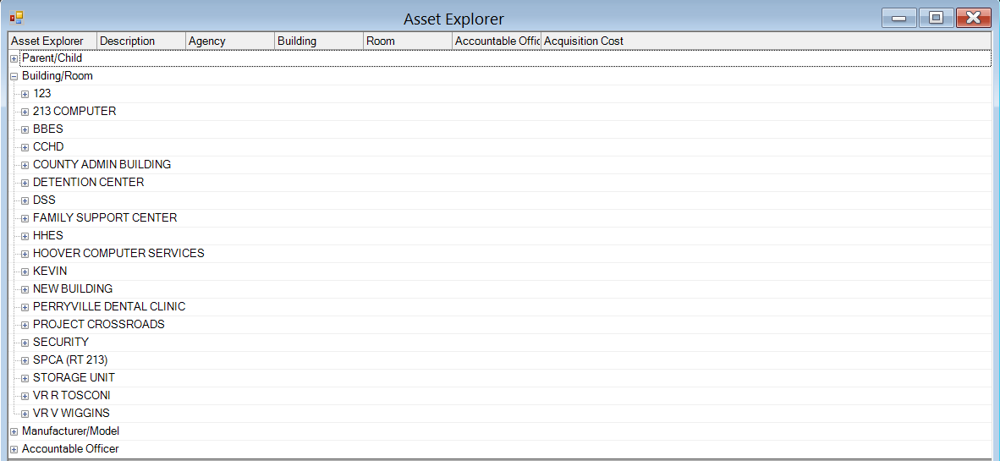 Asset Explorer
Asset Explorer Description Agency Building Room Accountable Offic Acquisition Cost
Parent/Child
Building/Room
123
213 COMPUTER
BBES
CCHD
COUNTY ADMIN BUILDING
DETENTION CENTER
DSS
FAMILY SUPPORT CENTER
HHES
HOOVER COMPUTER SERVICES
KEVIN
NEW BUILDING
PERRYVILLE DENTAL CLINIC
PROJECT CROSSROADS
SECURITY
SPCA (RT 213)
STORAGE UNIT
VR R TOSCONI
VR V WIGGINS
Manufacturer/Model
Accountable Officer